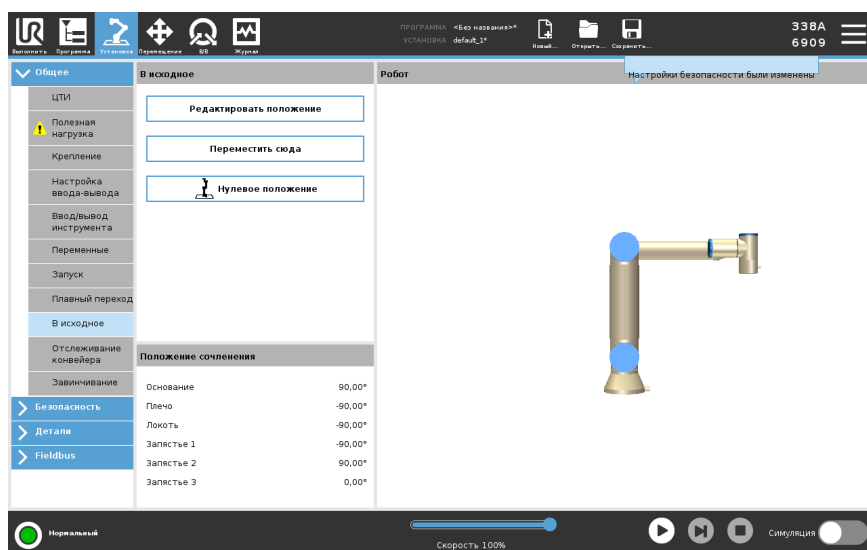 UR
ПРОГРАММА <Без названия>*
УСТАНОВКА default_1*
338A
6909
Выполнить Программа Установка Перемещение В/В Журнал
Новый... Открыть... Сохранить...
Общее
В исходное
Робот
Настройки безопасности были изменены
ЦТИ
Полезная
нагрузка
Крепление
Настройка
ввода-вывода
Ввод/вывод
инструмента
Переменные
Запуск
Плавный переход
В исходное
Отслеживание
конвейера
Завинчивание
Безопасность
Детали
Fieldbus
Редактировать положение
Переместить сюда
Нулевое положение
Положение сочленения
Основание 90,00°
Плечо -90,00°
Локоть -90,00°
Запястье 1 -90,00°
Запястье 2 90,00°
Запястье 3 0,00°
Нормальный
Скорость 100%
Симуляция